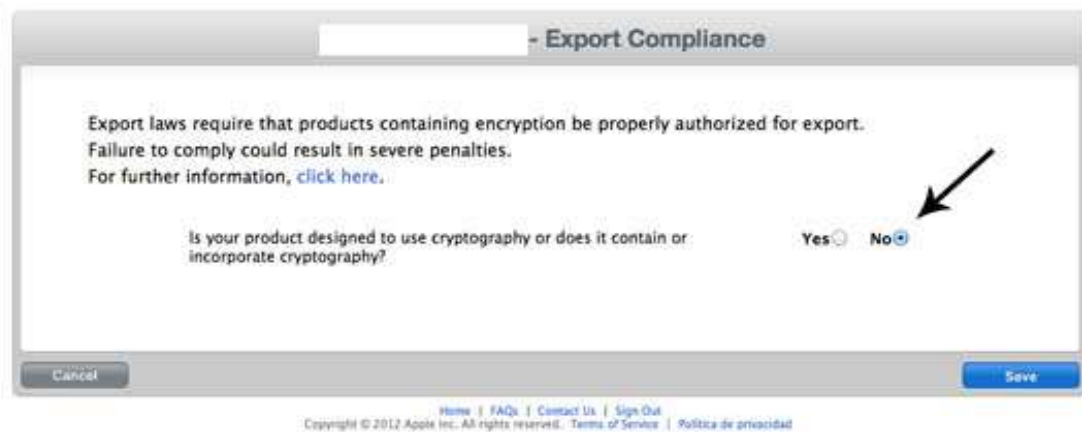 - Export Compliance
Export laws require that products containing encryption be properly authorized for export.
Failure to comply could result in severe penalties.
For further information, click here.
Is your product designed to use cryptography or does it contain or
incorporate cryptography?
Yes No
Cancel Save
Home | FAQs | Contact Us | Sign Out
Copyright © 2012 Apple Inc. All rights reserved. Terms of Service | Política de privacidad